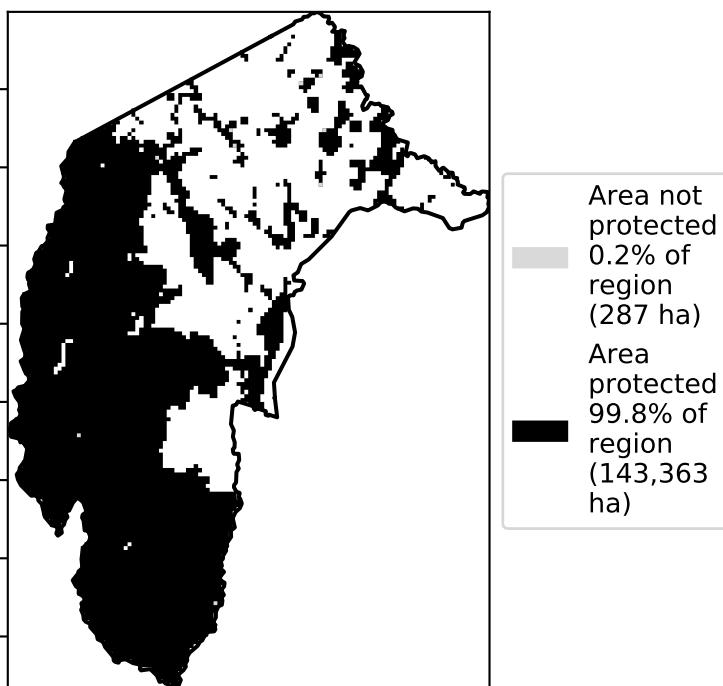 Area not
protected
0.2% of
region
(287 ha)
Area
protected
99.8% of
region
(143,363
ha)